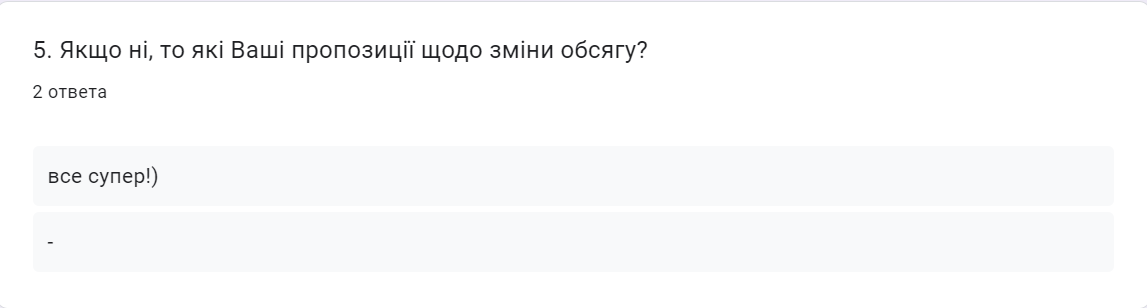 5. Якщо ні, то які Ваші пропозиції щодо зміни обсягу?
2 ответа
все супер!)
-